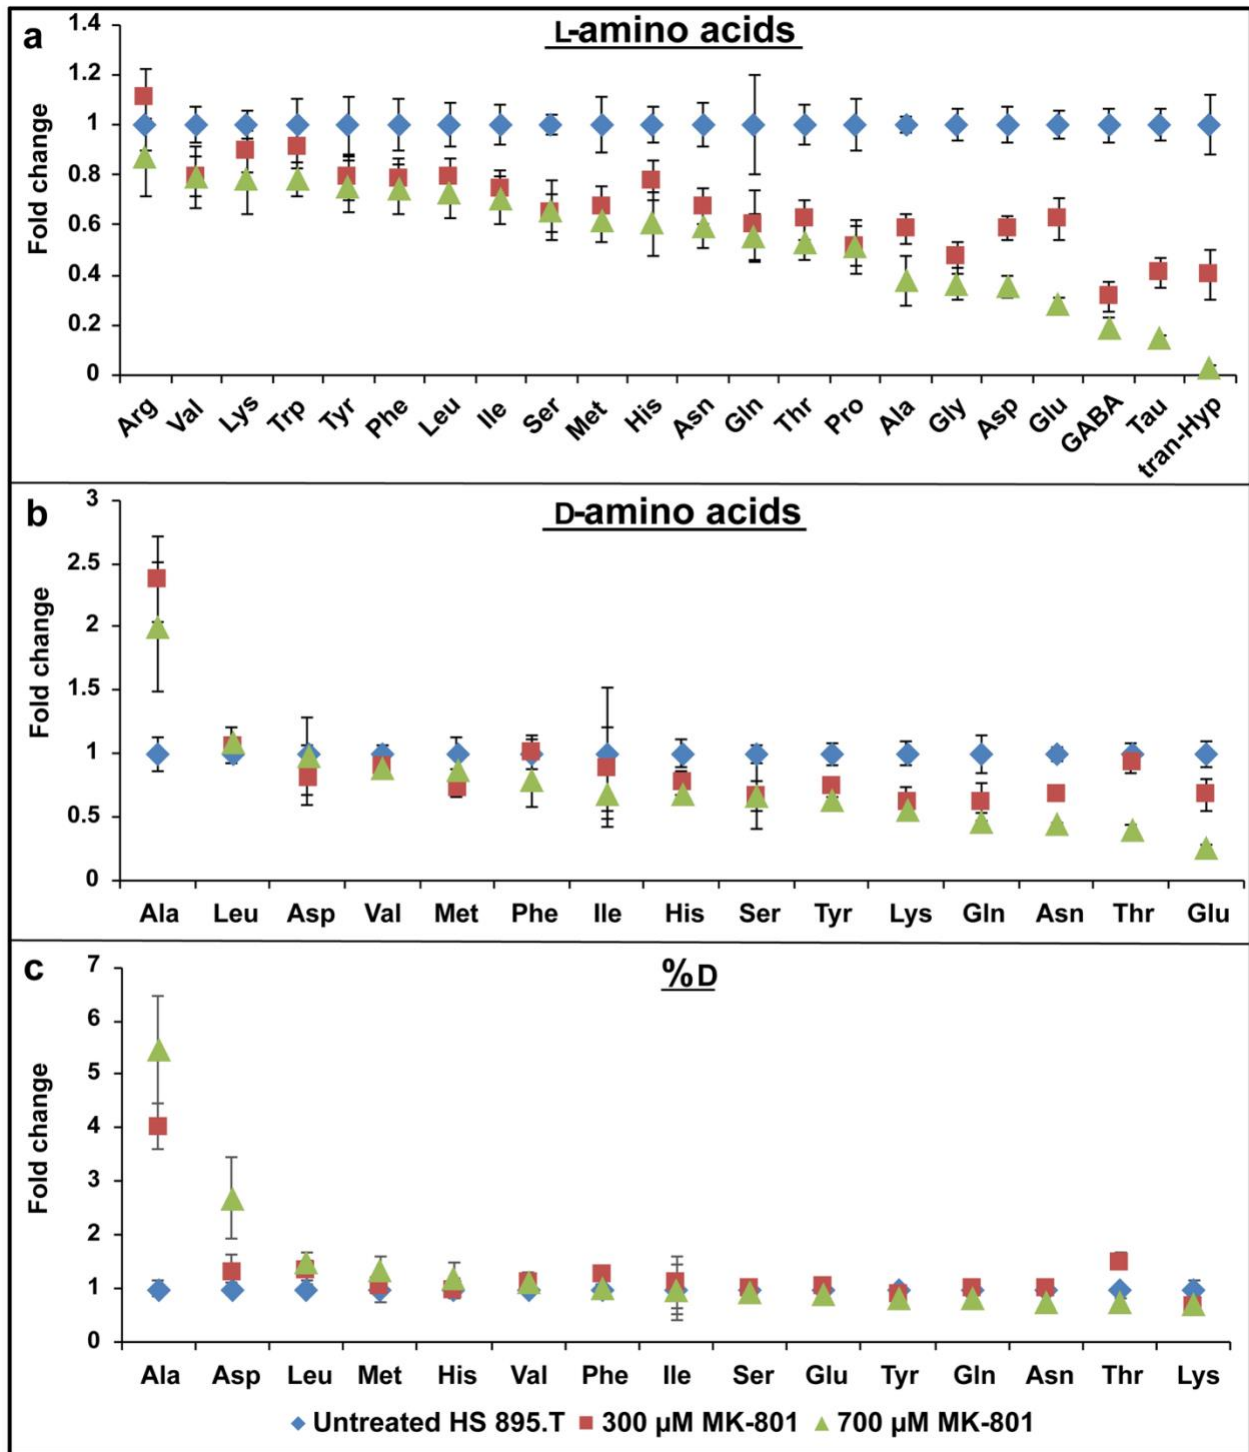 a
L-amino acids
1.4
1.2
1
0.8
0.6
0.4
0.2
0
Fold change
Arg Val Lys Trp Tyr Phe Leu Ile Ser Met His Asn Gln Thr Pro Ala Gly Asp Glu GABA Tau tran-Hyp
b
D-amino acids
3
2.5
2
1.5
1
0.5
0
Fold change
Ala Leu Asp Val Met Phe Ile His Ser Tyr Lys Gln Asn Thr Glu
c
%D
7
6
5
4
3
2
1
0
Fold change
Ala Asp Leu Met His Val Phe Ile Ser Glu Tyr Gln Asn Thr Lys
Untreated HS 895.T 300 µM MK-801 700 µM MK-801